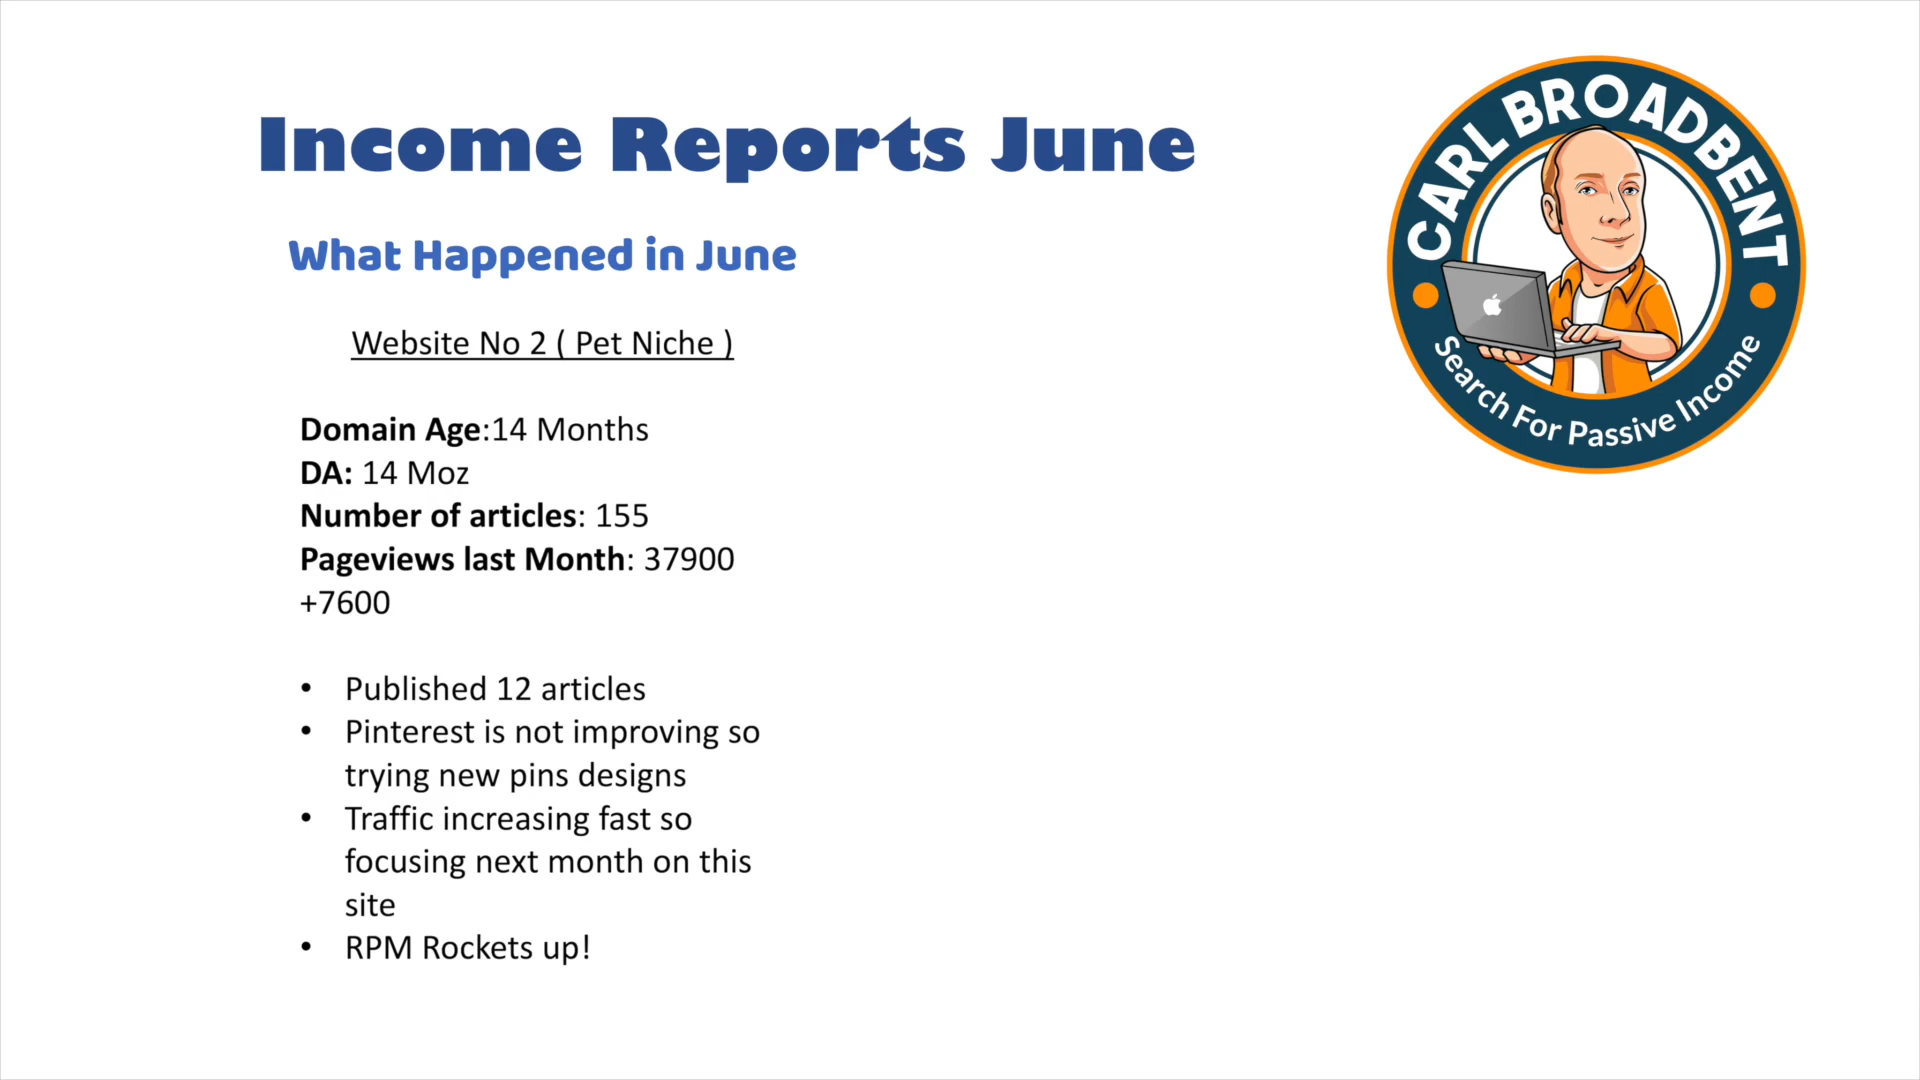 Income Reports June
What Happened in June
Website No 2 ( Pet Niche )
Domain Age:14 Months
DA: 14 Moz
Number of articles: 155
Pageviews last Month: 37900
+7600
• Published 12 articles
• Pinterest is not improving so
trying new pins designs
• Traffic increasing fast so
focusing next month on this
site
• RPM Rockets up!
CARL BROADBENT
Search For Passive Income